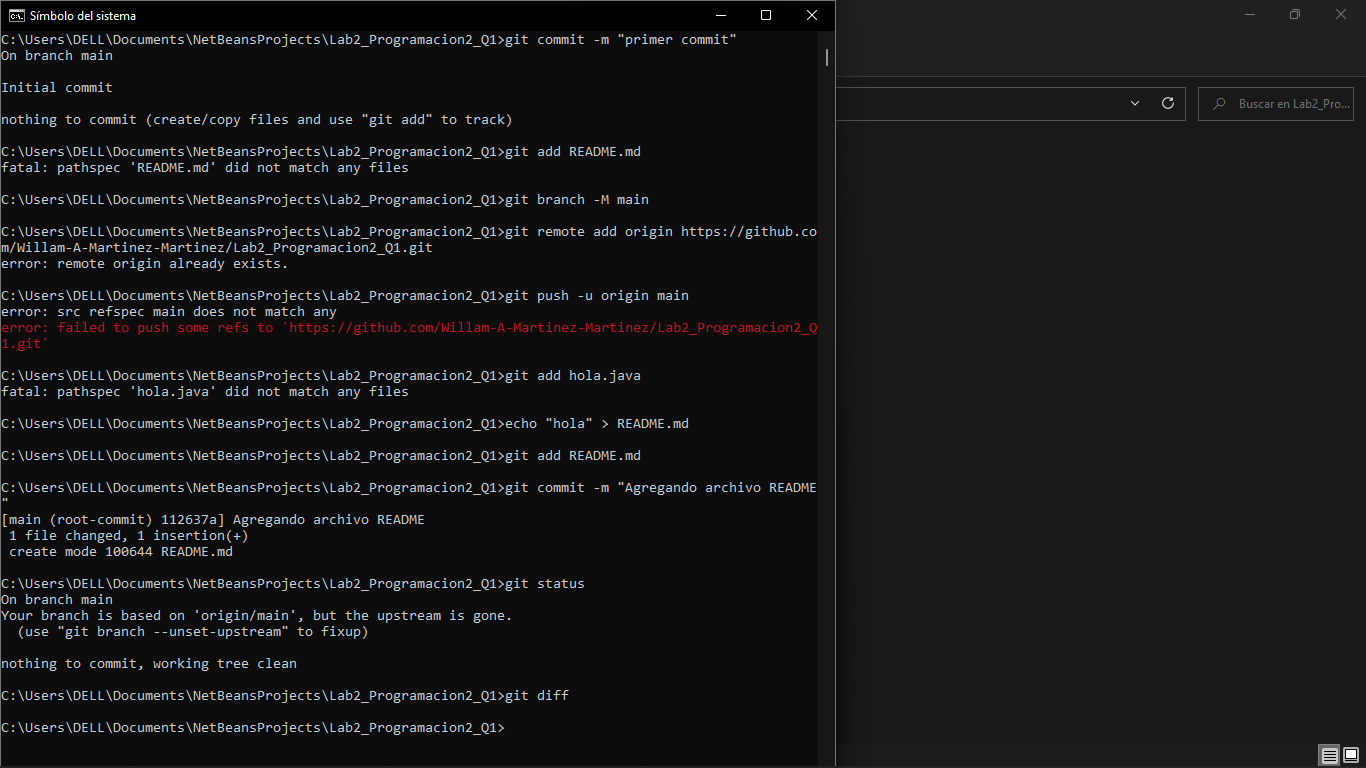 Símbolo del sistema
C:\Users\DELL\Documents\NetBeansProjects\Lab2_Programacion2_Q1>git commit -m "primer commit"
On branch main
Initial commit
nothing to commit (create/copy files and use "git add" to track)
C:\Users\DELL\Documents\NetBeansProjects\Lab2_Programacion2_Q1>git add README.md
fatal: pathspec 'README.md' did not match any files
C:\Users\DELL\Documents\NetBeansProjects\Lab2_Programacion2_Q1>git branch -M main
C:\Users\DELL\Documents\NetBeansProjects\Lab2_Programacion2_Q1>git remote add origin https://github.co
m/Willam-A-Martinez-Martinez/Lab2_Programacion2_Q1.git
error: remote origin already exists.
C:\Users\DELL\Documents\NetBeansProjects\Lab2_Programacion2_Q1>git push -u origin main
error: src refspec main does not match any
error: failed to push some refs to 'https://github.com/Willam-A-Martinez-Martinez/Lab2_Programacion2_Q
1.git'
C:\Users\DELL\Documents\NetBeansProjects\Lab2_Programacion2_Q1>git add hola.java
fatal: pathspec 'hola.java' did not match any files
C:\Users\DELL\Documents\NetBeansProjects\Lab2_Programacion2_Q1>echo "hola" > README.md
C:\Users\DELL\Documents\NetBeansProjects\Lab2_Programacion2_Q1>git add README.md
C:\Users\DELL\Documents\NetBeansProjects\Lab2_Programacion2_Q1>git commit -m "Agregando archivo README
"
[main (root-commit) 112637a] Agregando archivo README
 1 file changed, 1 insertion(+)
 create mode 100644 README.md
C:\Users\DELL\Documents\NetBeansProjects\Lab2_Programacion2_Q1>git status
On branch main
Your branch is based on 'origin/main', but the upstream is gone.
  (use "git branch --unset-upstream" to fixup)
nothing to commit, working tree clean
C:\Users\DELL\Documents\NetBeansProjects\Lab2_Programacion2_Q1>git diff
C:\Users\DELL\Documents\NetBeansProjects\Lab2_Programacion2_Q1>
Buscar en Lab2_Pro...